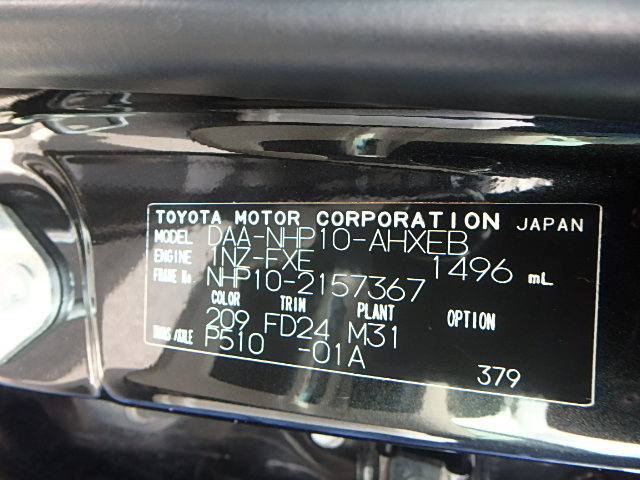 TOYOTA MOTOR CORPORATION JAPAN
MODEL DAA-NHP10-AHXEB
ENGINE 1NZ-FXE 1496 mL
FRAME No. NHP10-2157367
COLOR TRIM PLANT OPTION
209 FD24 M31
TRANS/AXLE P510 -01A
379